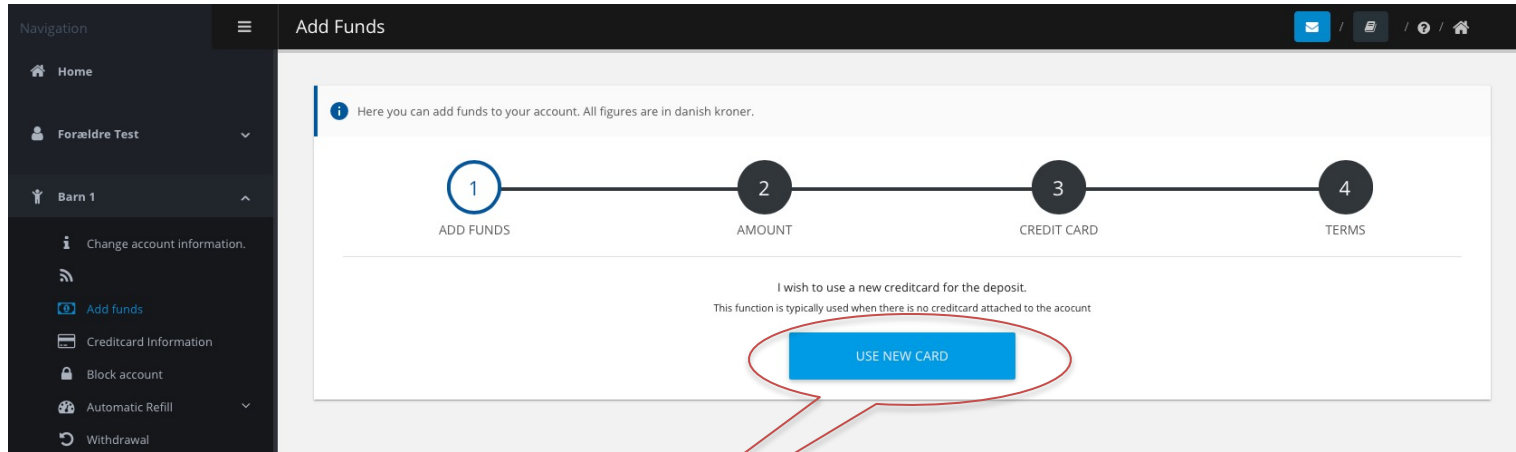 Navigation
Add Funds
/ / /
Home
Here you can add funds to your account. All figures are in danish kroner.
Forældre Test
Barn 1
1 2 3 4
ADD FUNDS AMOUNT CREDIT CARD TERMS
Change account information.
I wish to use a new creditcard for the deposit.
This function is typically used when there is no creditcard attached to the acocunt
Add funds
Creditcard Information
USE NEW CARD
Block account
Automatic Refill
Withdrawal